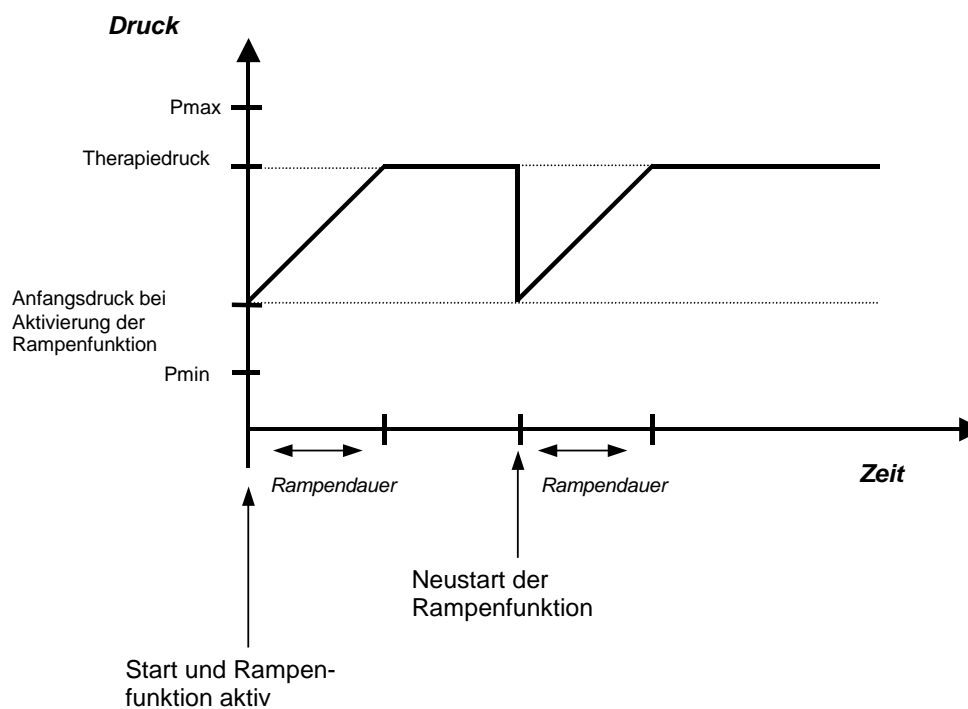 Druck
Pmax
Therapiedruck
Anfangsdruck bei
Aktivierung der
Rampenfunktion
Pmin
Zeit
Rampendauer
Rampendauer
Neustart der
Rampenfunktion
Start und Rampen-
funktion aktiv